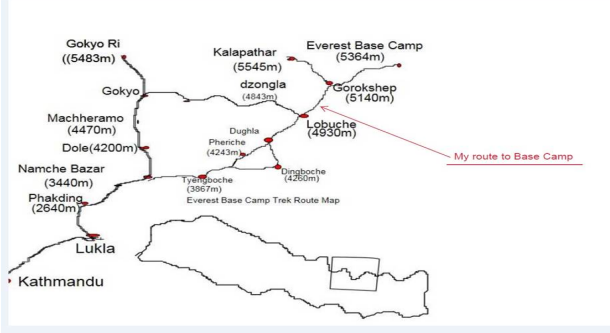 Gokyo Ri
((5483m)
Kalapathar
(5545m)
Everest Base Camp
(5364m)
dzongla
(4843m)
Gorokshep
(5140m)
Gokyo
Machheramo
(4470m)
Lobuche
(4930m)
Dughla
Pheriche
(4243m)
Dole(4200m)
My route to Base Camp
Namche Bazar
(3440m)
Tyengboche
(3867m)
Dingboche
(4260m)
Everest Base Camp Trek Route Map
Phakding
(2640m)
Lukla
Kathmandu